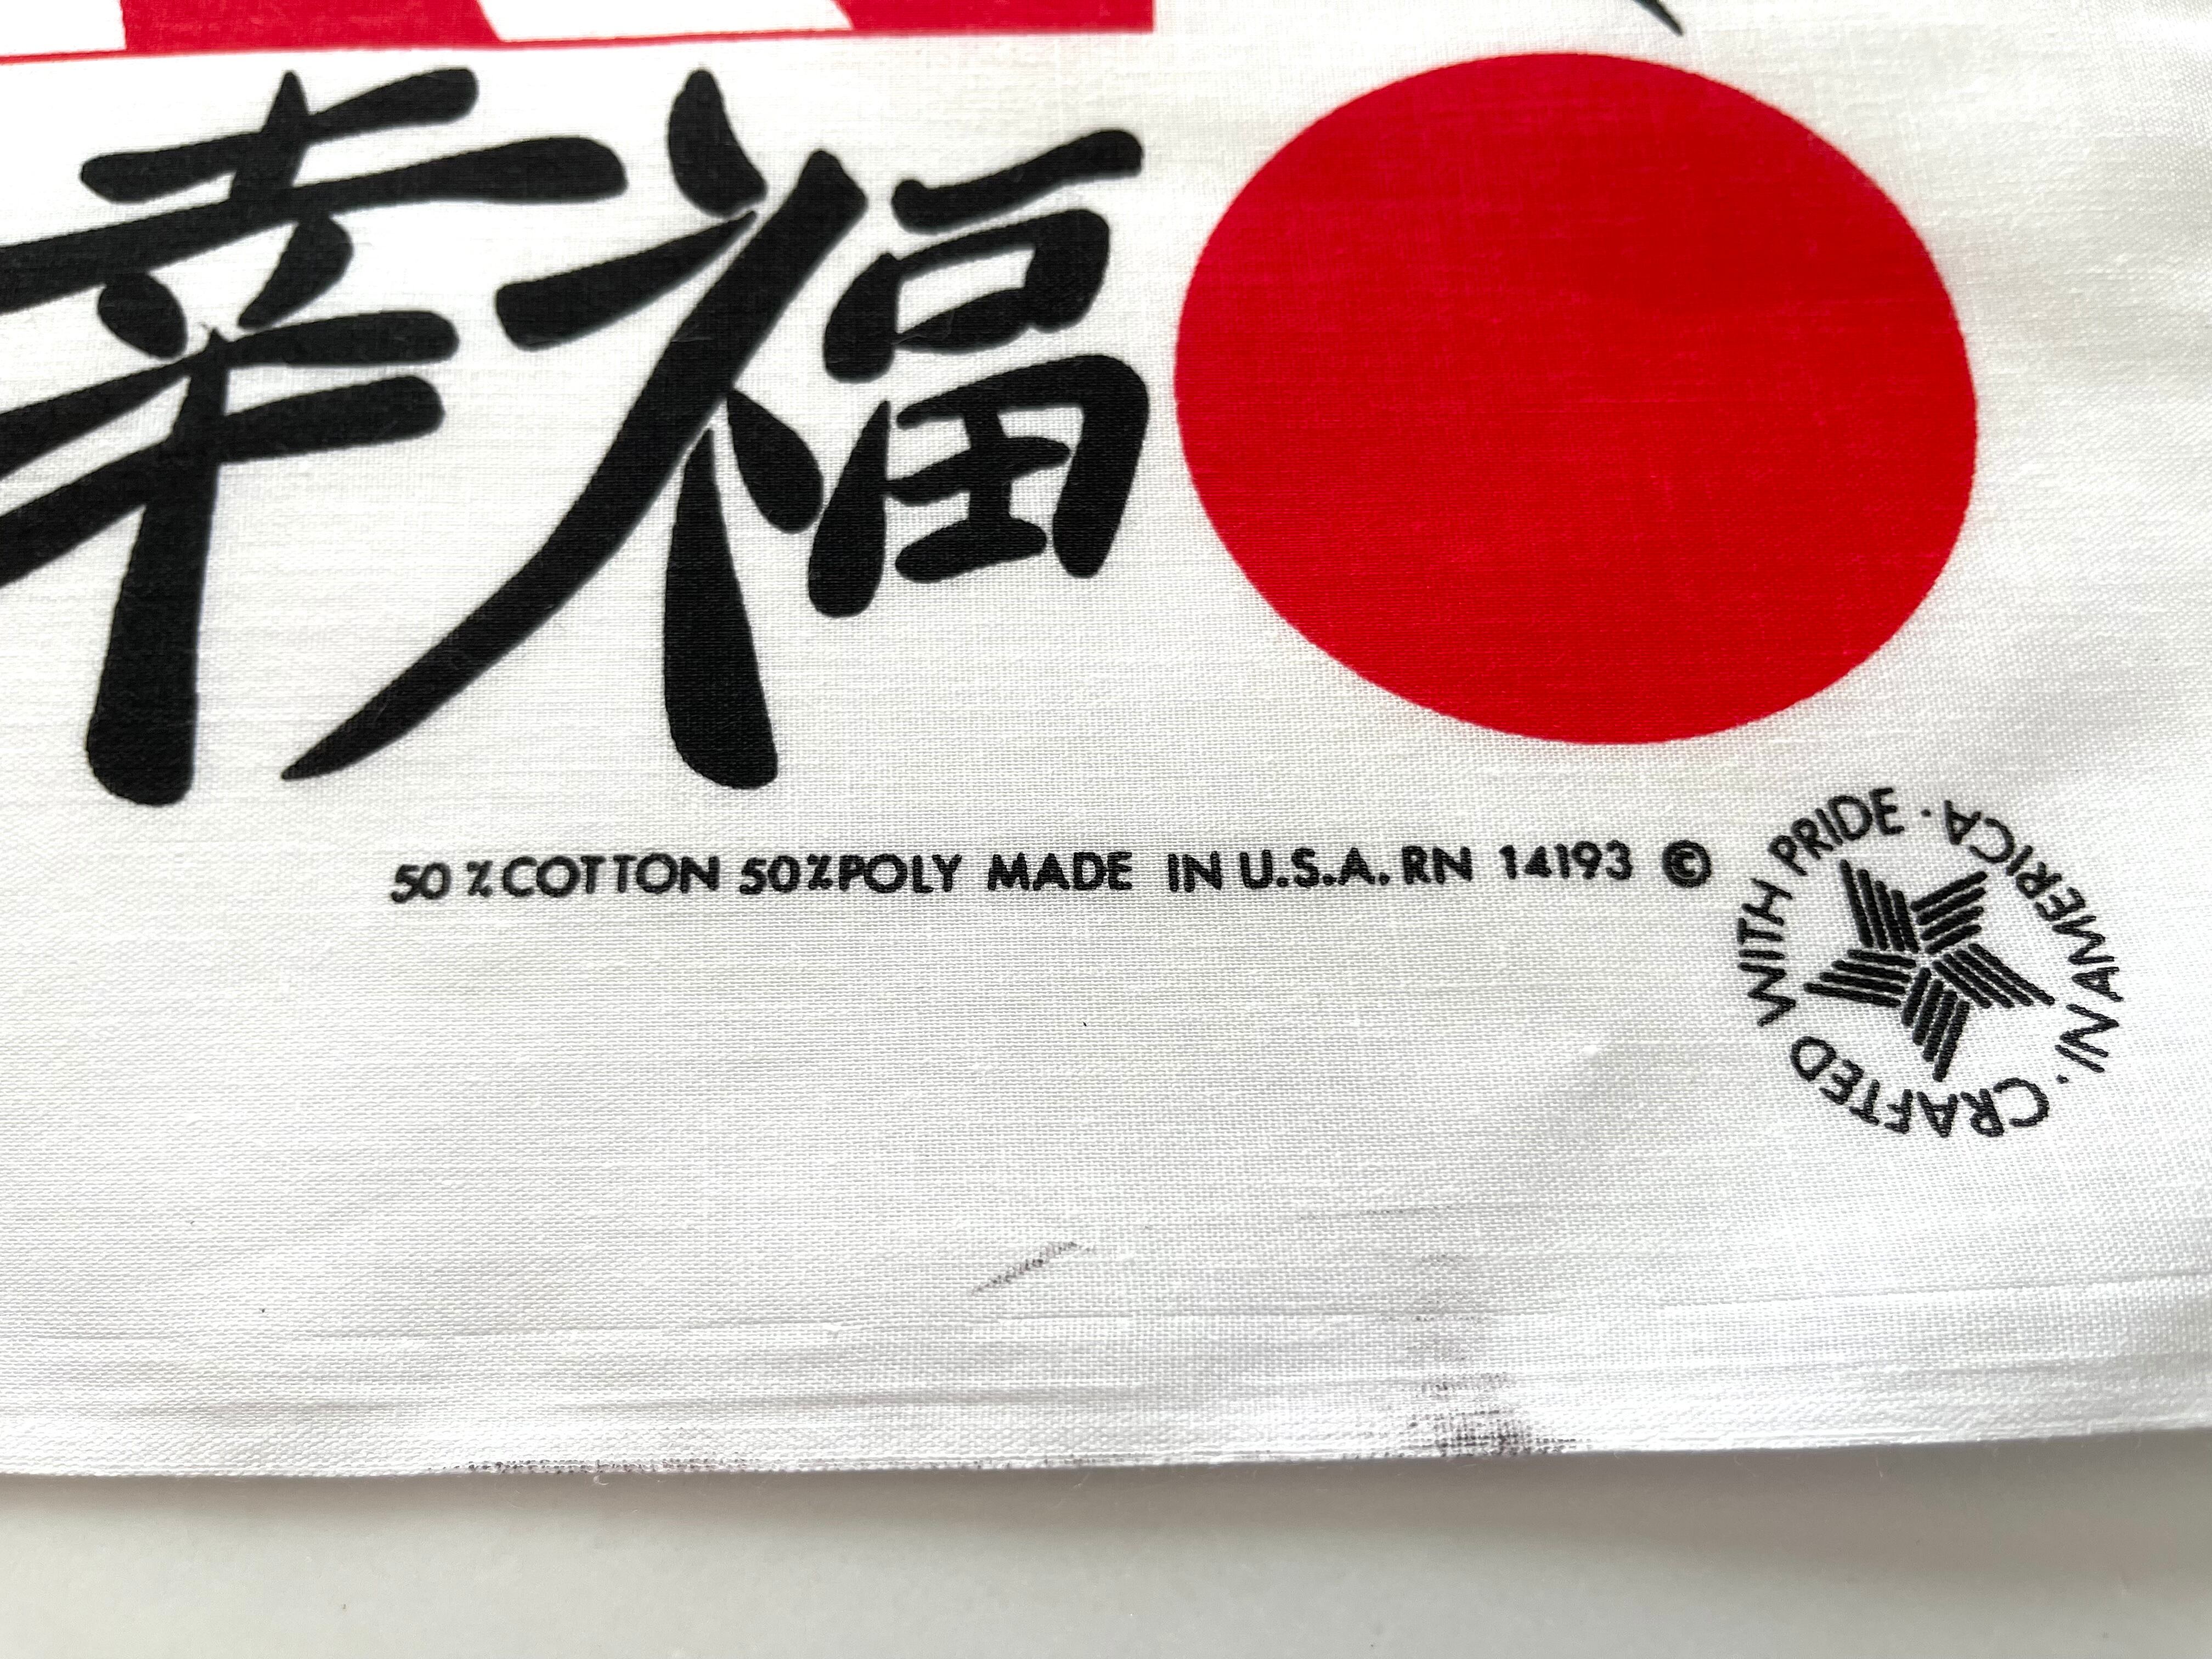 幸福
50%COTTON 50%POLY MADE IN U.S.A. RN 14193 ©
CRAFTED WITH PRIDE · IN AMERICA ·